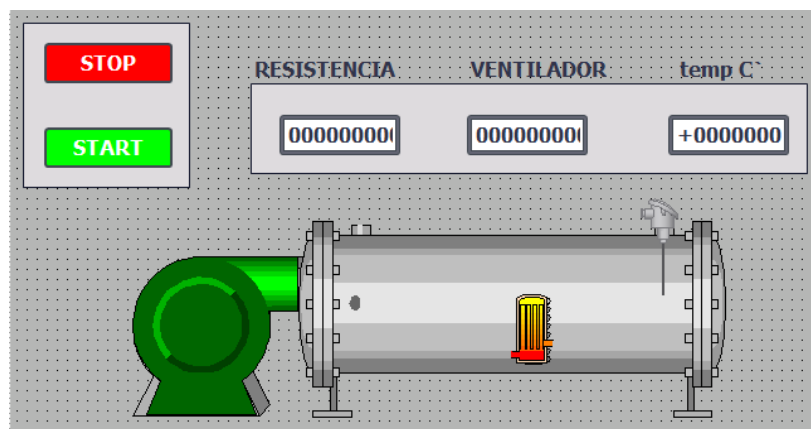 STOP
START
RESISTENCIA
VENTILADOR
temp C`
000000000
000000000
+0000000